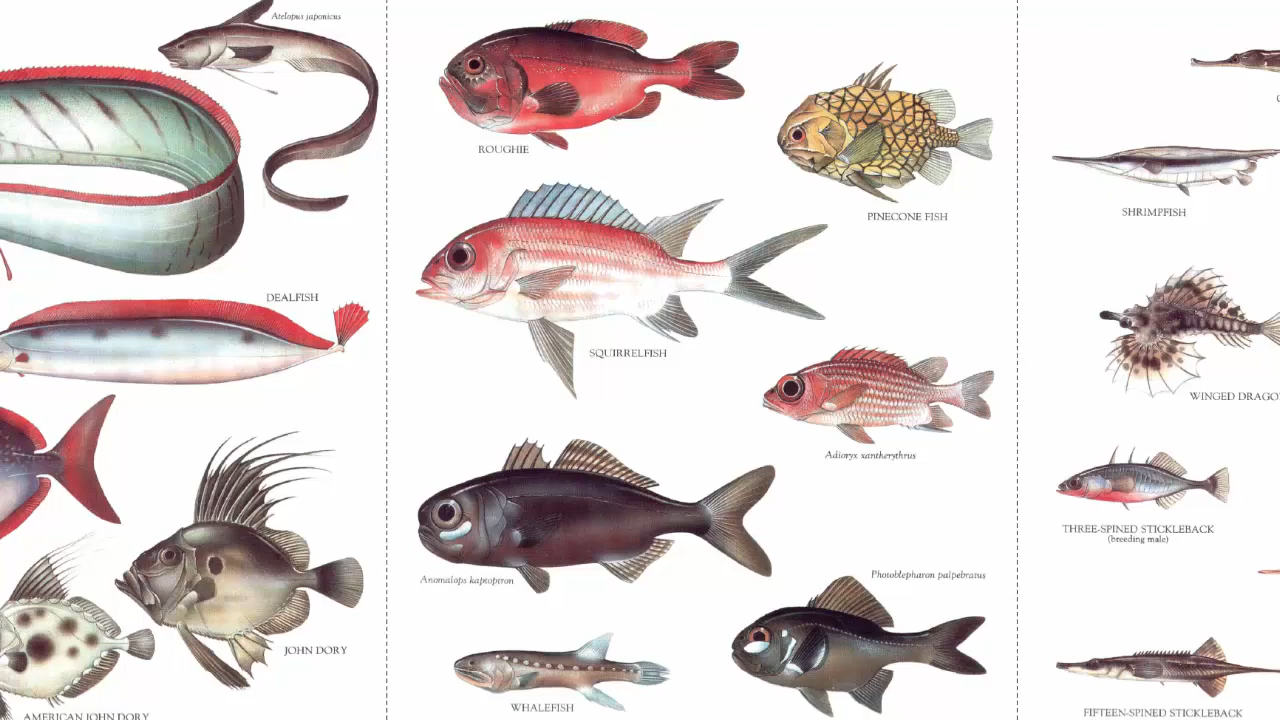 Atelopus japonicus
DEALFISH
JOHN DORY
AMERICAN JOHN DORY
ROUGHIE
PINECONE FISH
SQUIRRELFISH
Adioryx xantherythrus
Anomalops kaptoptron
Photoblepharon palpebratus
WHALEFISH
SHRIMPFISH
WINGED
THREE-SPINED STICKLEBACK
(breeding male)
FIFTEEN-SPINED STICKLEBACK